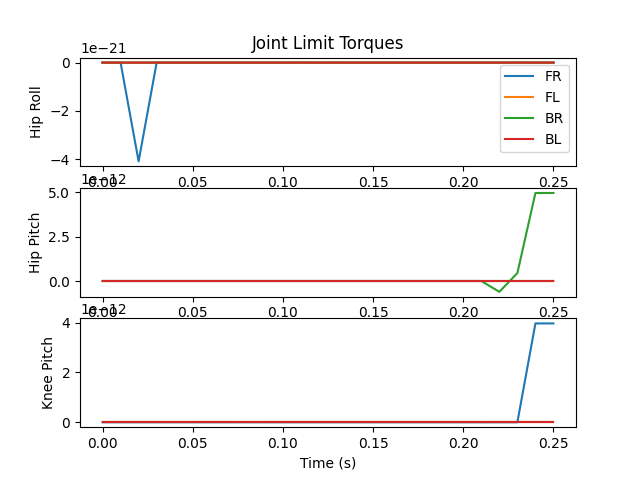 Joint Limit Torques
1e−21
0
−2
−4
Hip Roll
FR
FL
BR
BL
0.00 0.05 0.10 0.15 0.20 0.25
1e−12
5.0
2.5
0.0
Hip Pitch
0.00 0.05 0.10 0.15 0.20 0.25
1e−12
4
2
0
Knee Pitch
0.00 0.05 0.10 0.15 0.20 0.25
Time (s)